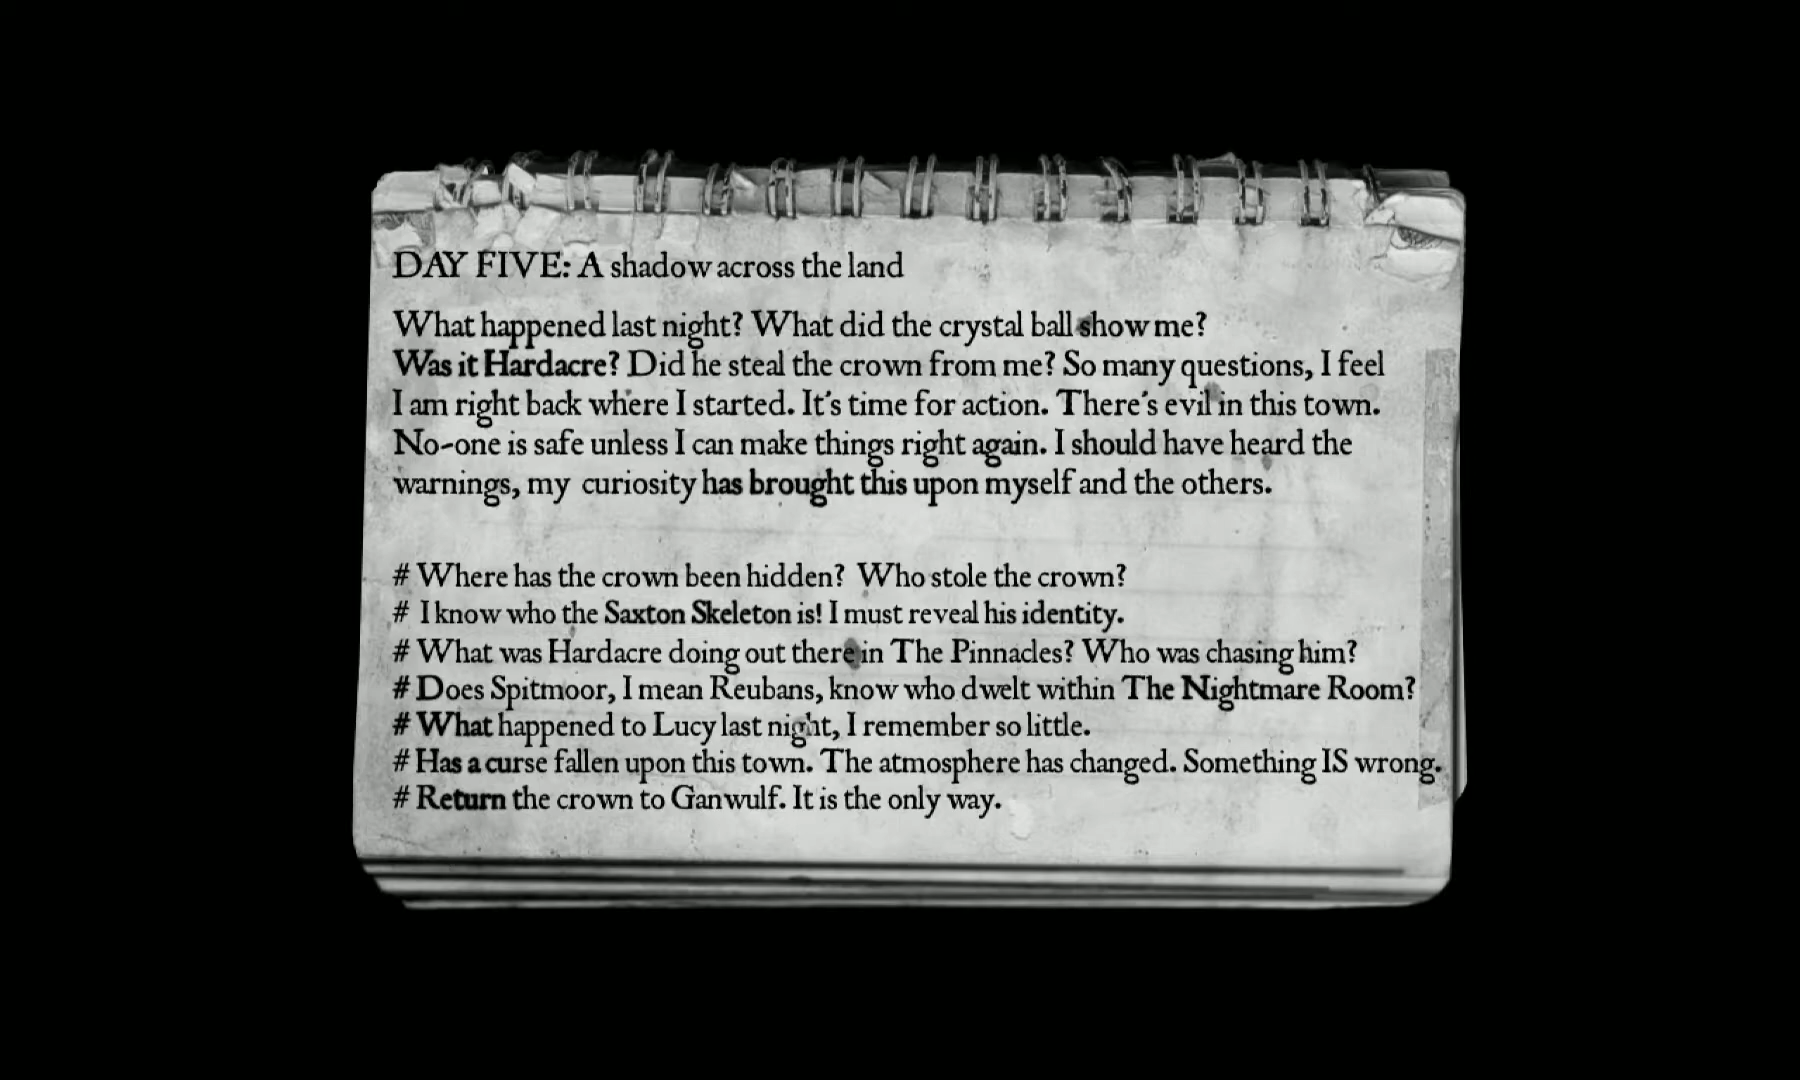 DAY FIVE: A shadow across the land
What happened last night? What did the crystal ball show me?
Was it Hardacre? Did he steal the crown from me? So many questions, I feel
I am right back where I started. It's time for action. There's evil in this town.
No-one is safe unless I can make things right again. I should have heard the
warnings, my curiosity has brought this upon myself and the others.
# Where has the crown been hidden? Who stole the crown?
# I know who the Saxton Skeleton is! I must reveal his identity.
# What was Hardacre doing out there in The Pinnacles? Who was chasing him?
# Does Spitmoor, I mean Reubans, know who dwelt within The Nightmare Room?
# What happened to Lucy last night, I remember so little.
# Has a curse fallen upon this town. The atmosphere has changed. Something IS wrong.
# Return the crown to Ganwulf. It is the only way.